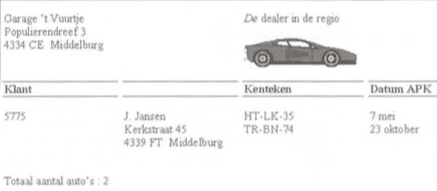 Garage 't Vuurtje
Populierendreef 3
4334 CE Middelburg
De dealer in de regio
Klant Kenteken Datum APK
5775 J. Jansen HT-LK-35 7 mei
Kerkstraat 45 TR-BN-74 23 oktober
4339 FT Middelburg
Totaal aantal auto's : 2